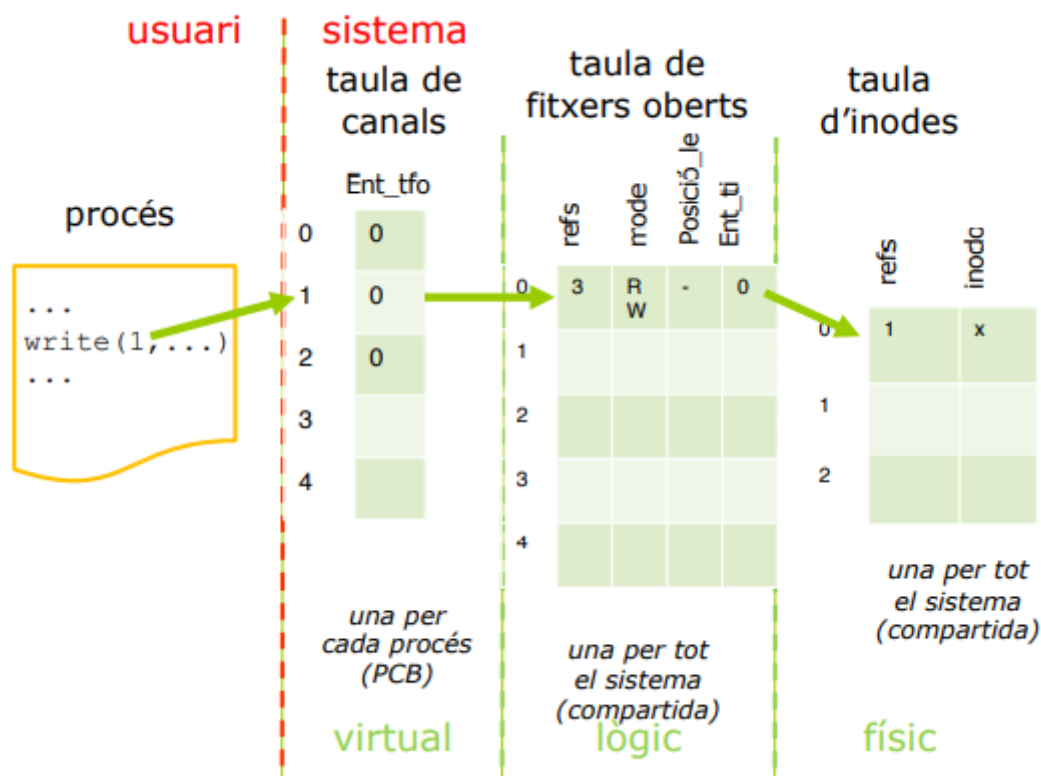 usuari
sistema
taula de
canals
taula de
fitxers oberts
taula
d'inodes
procés
...
write(1,...)
...
Ent_tfo
0 0
1 0
2 0
3
4
refs mode Posició_le Ent_ti
0 3 R W - 0
1
2
3
4
refs inodo
0 1 x
1
2
una per
cada procés
(PCB)
una per tot
el sistema
(compartida)
una per tot
el sistema
(compartida)
virtual
lògic
físic